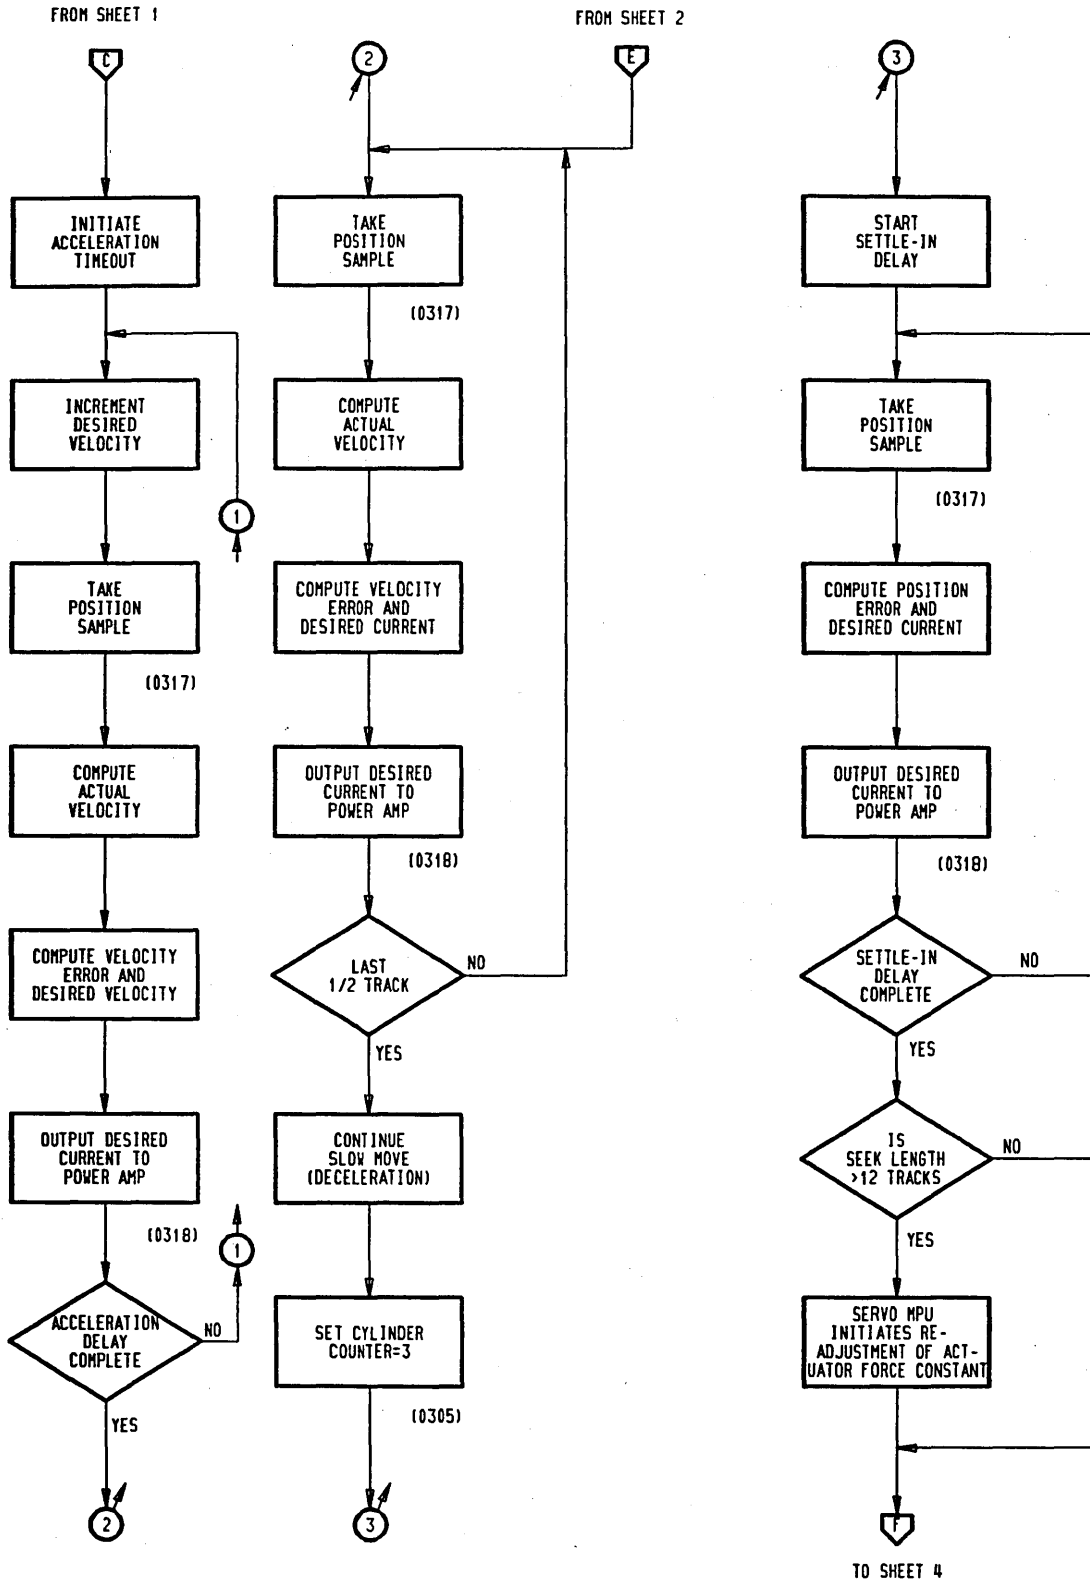 FROM SHEET 1
C
INITIATE
ACCELERATION
TIMEOUT
INCREMENT
DESIRED
VELOCITY
1
TAKE
POSITION
SAMPLE
(0317)
COMPUTE
ACTUAL
VELOCITY
COMPUTE VELOCITY
ERROR AND
DESIRED VELOCITY
OUTPUT DESIRED
CURRENT TO
POWER AMP
(0318)
1
ACCELERATION
DELAY
COMPLETE
NO
YES
2
FROM SHEET 2
2
E
TAKE
POSITION
SAMPLE
(0317)
COMPUTE
ACTUAL
VELOCITY
COMPUTE VELOCITY
ERROR AND
DESIRED CURRENT
OUTPUT DESIRED
CURRENT TO
POWER AMP
(0318)
LAST
1/2 TRACK
NO
YES
CONTINUE
SLOW MOVE
(DECELERATION)
SET CYLINDER
COUNTER=3
(0305)
3
3
START
SETTLE-IN
DELAY
TAKE
POSITION
SAMPLE
(0317)
COMPUTE POSITION
ERROR AND
DESIRED CURRENT
OUTPUT DESIRED
CURRENT TO
POWER AMP
(0318)
SETTLE-IN
DELAY
COMPLETE
NO
YES
IS
SEEK LENGTH
>12 TRACKS
NO
YES
SERVO MPU
INITIATES RE-
ADJUSTMENT OF ACT-
UATOR FORCE CONSTANT
F
TO SHEET 4